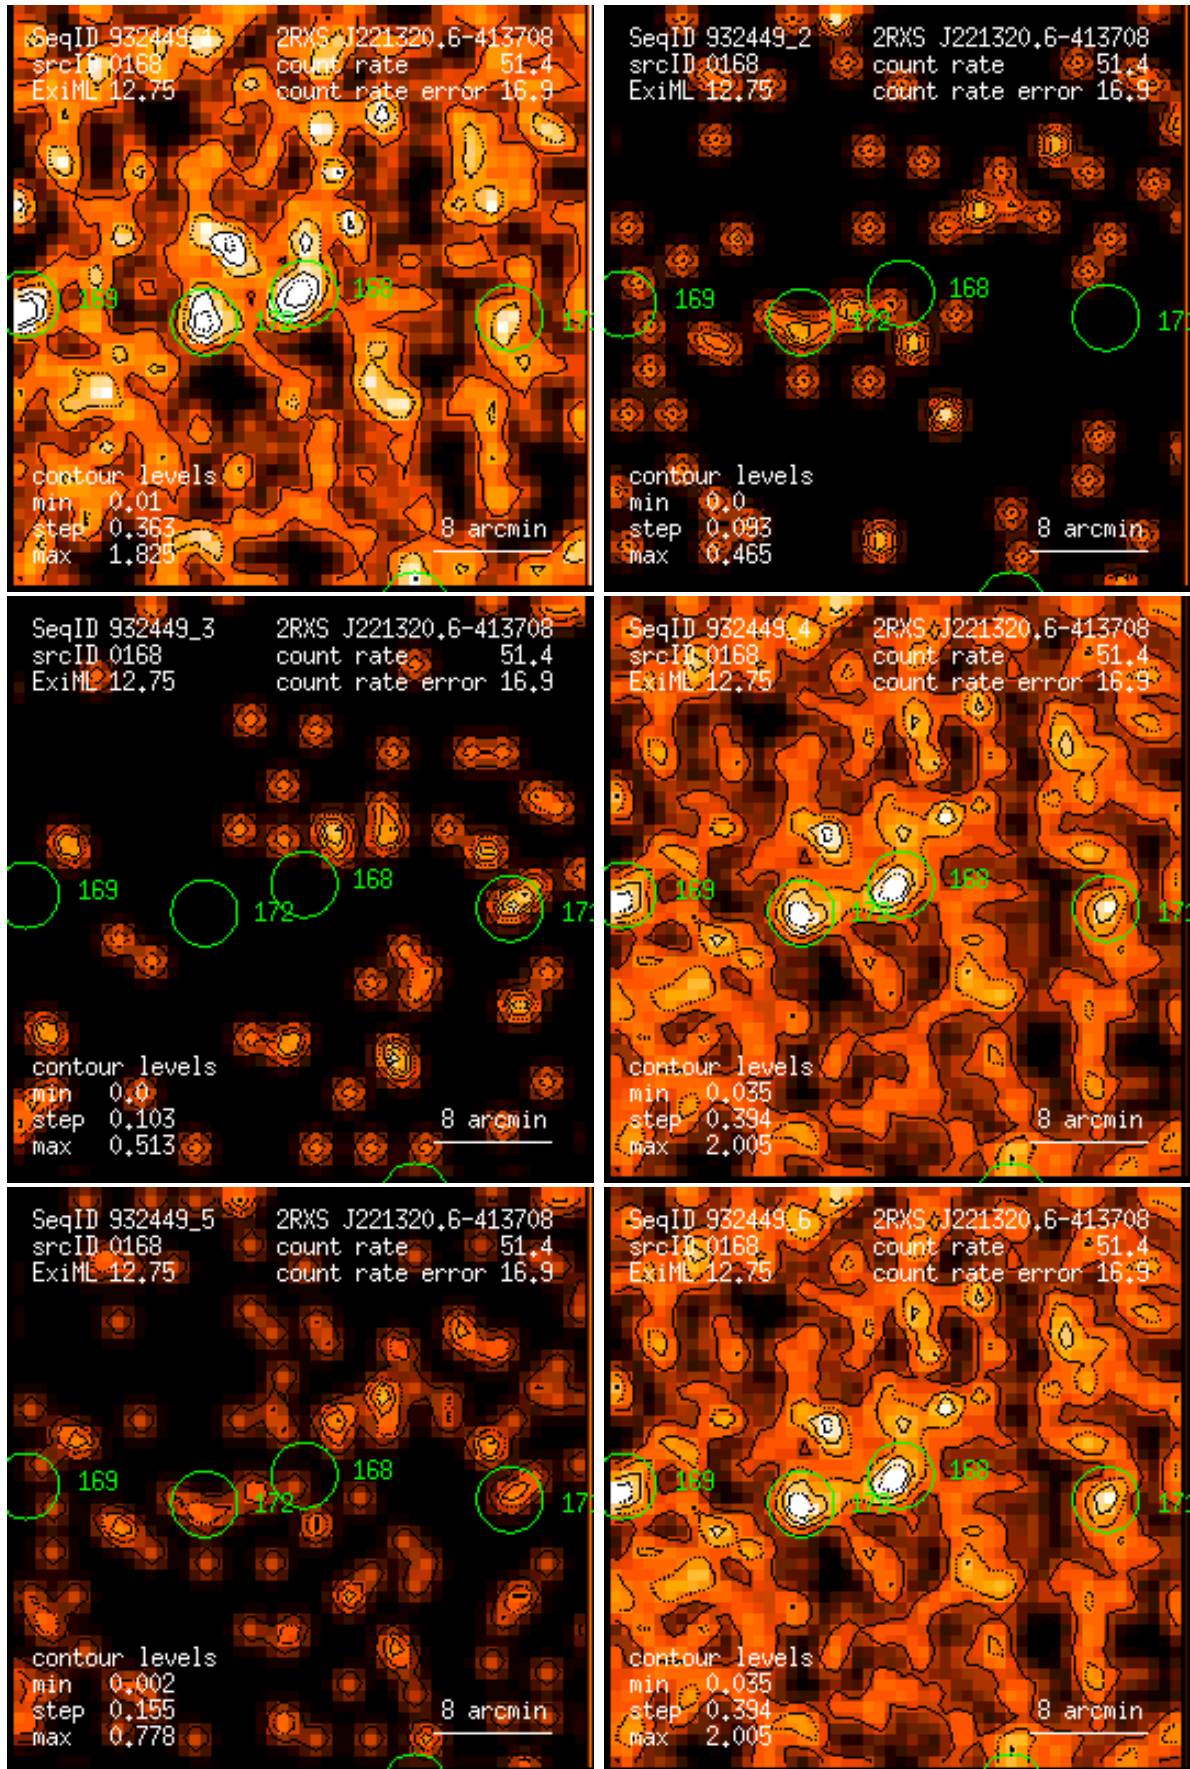 SeqID 932449_1 2RXS J221320.6-413708
srcID 0168 count rate 51.4
ExiML 12.75 count rate error 16.9
169
168
172
171
contour levels
min 0.01
step 0.363
max 1.825
8 arcmin
SeqID 932449_2 2RXS J221320.6-413708
srcID 0168 count rate 51.4
ExiML 12.75 count rate error 16.9
169
168
172
171
contour levels
min 0.0
step 0.093
max 0.465
8 arcmin
SeqID 932449_3 2RXS J221320.6-413708
srcID 0168 count rate 51.4
ExiML 12.75 count rate error 16.9
169
168
172
171
contour levels
min 0.0
step 0.103
max 0.513
8 arcmin
SeqID 932449_4 2RXS J221320.6-413708
srcID 0168 count rate 51.4
ExiML 12.75 count rate error 16.9
169
168
172
171
contour levels
min 0.035
step 0.394
max 2.005
8 arcmin
SeqID 932449_5 2RXS J221320.6-413708
srcID 0168 count rate 51.4
ExiML 12.75 count rate error 16.9
169
168
172
171
contour levels
min 0.002
step 0.155
max 0.778
8 arcmin
SeqID 932449_6 2RXS J221320.6-413708
srcID 0168 count rate 51.4
ExiML 12.75 count rate error 16.9
169
168
172
171
contour levels
min 0.035
step 0.394
max 2.005
8 arcmin